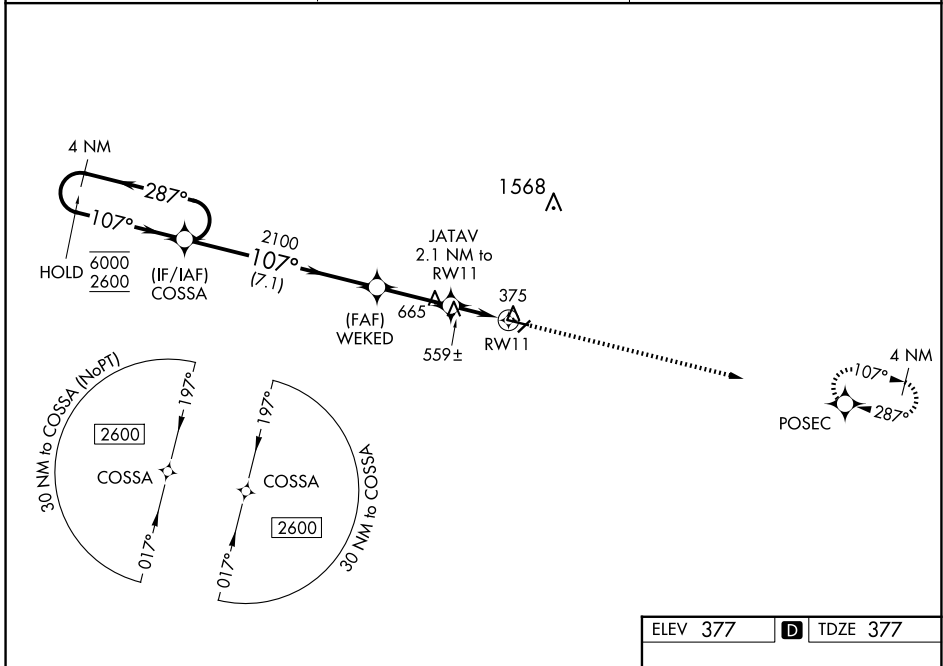 4 NM
287°
107°
HOLD
6000
2600
(IF/IAF)
COSSA
2100
107°
(7.1)
(FAF)
WEKED
1568
JATAV
2.1 NM to
RW11
665
559±
375
RW11
4 NM
107°
287°
POSEC
30 NM to COSSA (NoPT)
197°
2600
COSSA
017°
197°
COSSA
2600
30 NM to COSSA
017°
ELEV 377 D TDZE 377